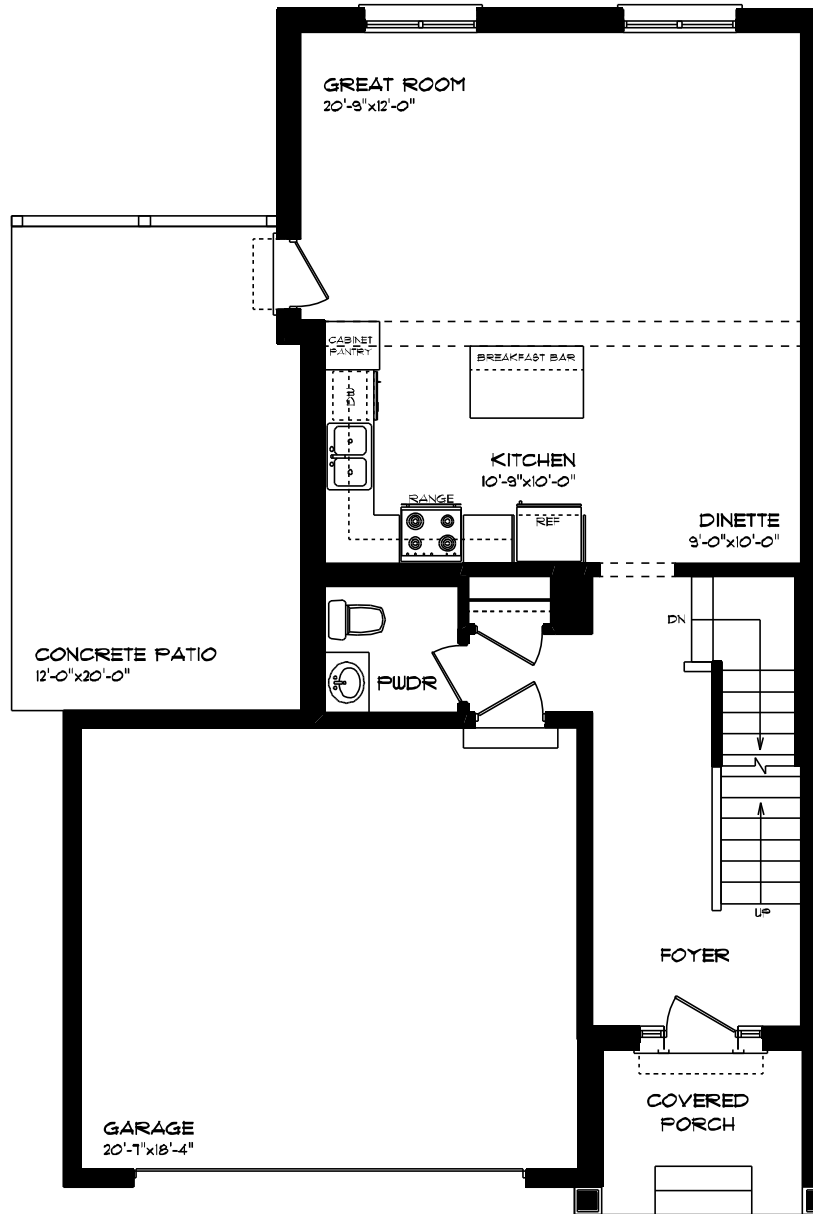 GREAT ROOM
20'-9"x12'-0"
CABINET
PANTRY
BREAKFAST BAR
DW
KITCHEN
10'-9"x10'-0"
RANGE
REF
DINETTE
9'-0"x10'-0"
DN
CONCRETE PATIO
12'-0"x20'-0"
PWDR
UP
FOYER
COVERED
PORCH
GARAGE
20'-7"x18'-4"